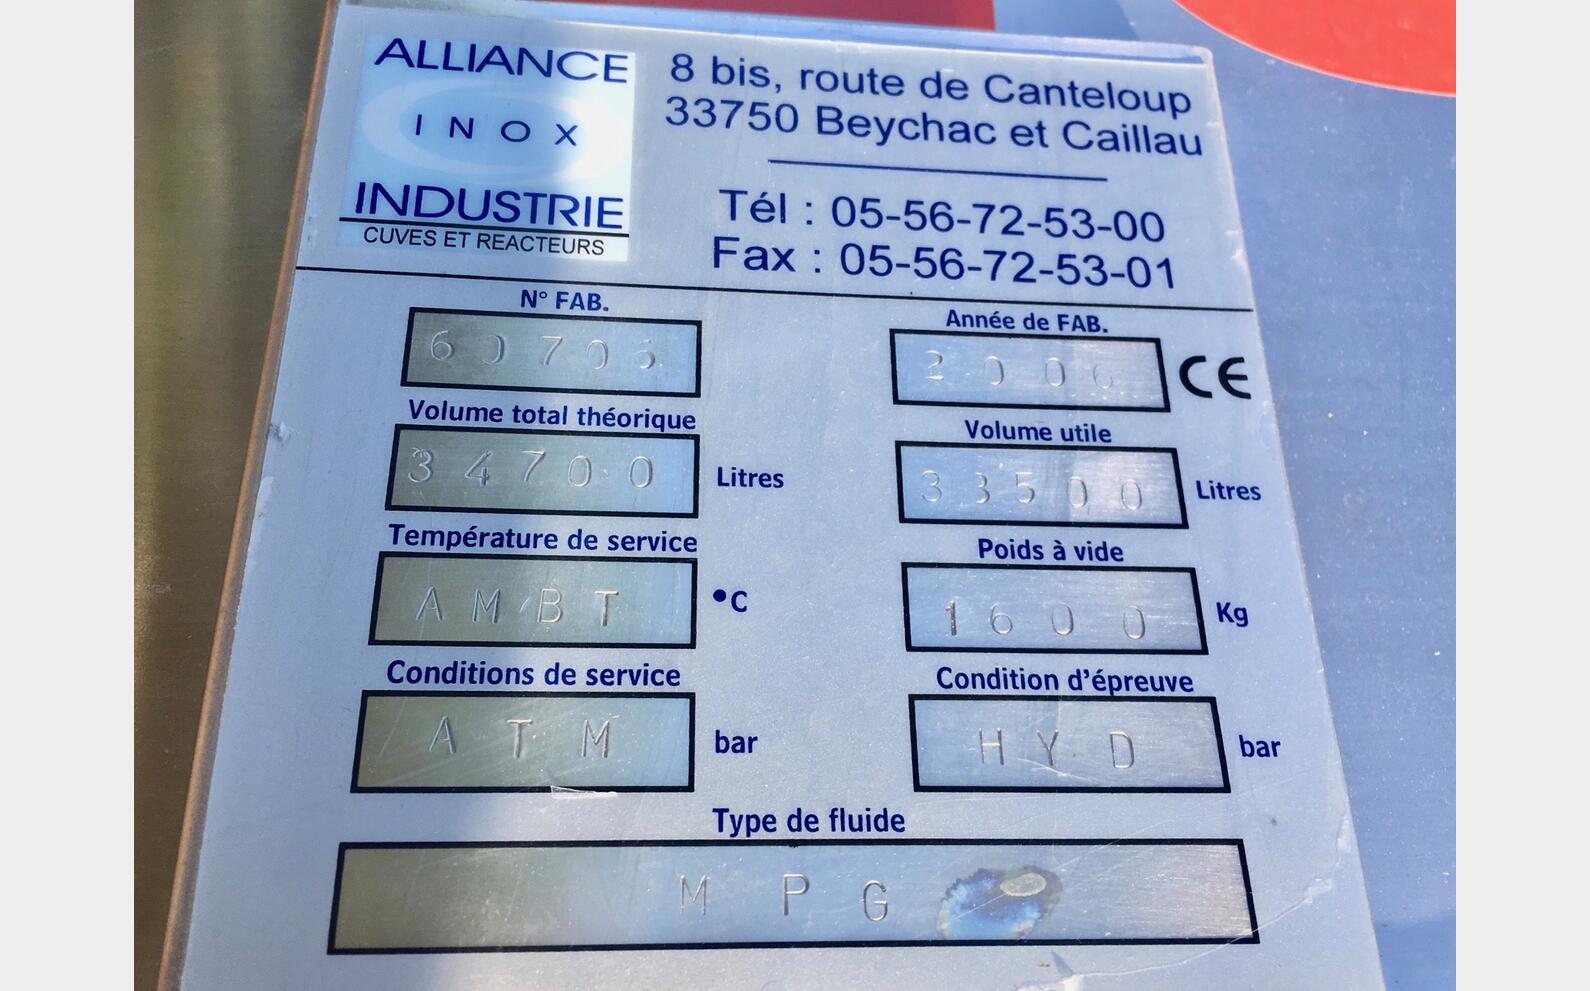 ALLIANCE
INOX
INDUSTRIE
CUVES ET REACTEURS
8 bis, route de Canteloup
33750 Beychac et Caillau
Tél : 05-56-72-53-00
Fax : 05-56-72-53-01
N° FAB.
Année de FAB.
2006
CE
Volume total théorique
34700 Litres
Volume utile
33500 Litres
Température de service
AMBT °C
Poids à vide
1600 Kg
Conditions de service
ATM bar
Condition d'épreuve
HYD bar
Type de fluide
MPG